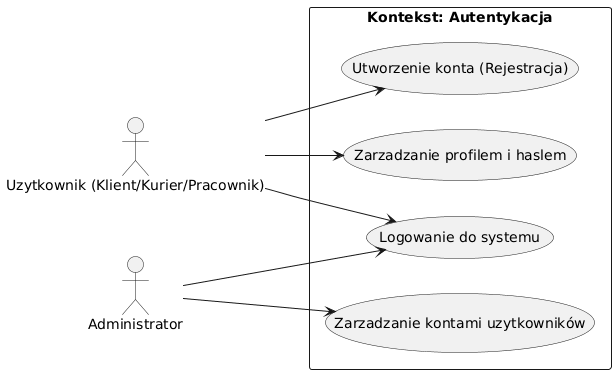 Kontekst: Autentykacja
Utworzenie konta (Rejestracja)
Zarzadzanie profilem i haslem
Uzytkownik (Klient/Kurier/Pracownik)
Logowanie do systemu
Zarzadzanie kontami uzytkowników
Administrator